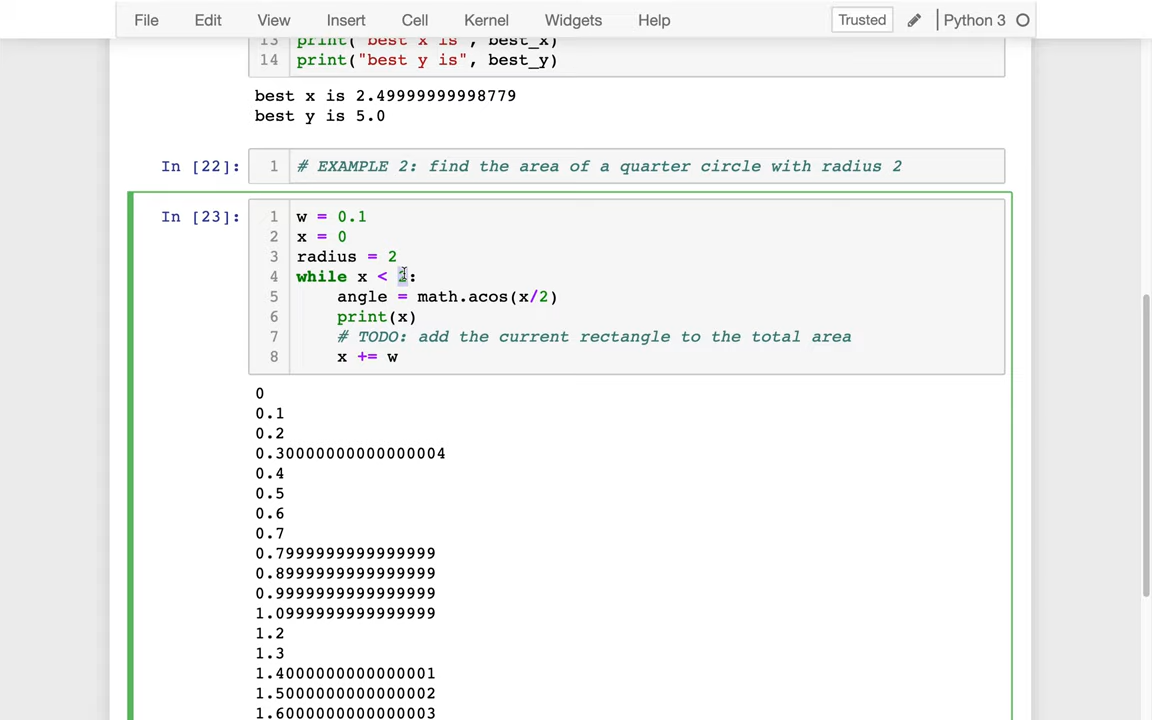 File Edit View Insert Cell Kernel Widgets Help Trusted Python 3
13 print("best x is", best_x)
14 print("best y is", best_y)
best x is 2.49999999998779
best y is 5.0
In [22]: 1 # EXAMPLE 2: find the area of a quarter circle with radius 2
In [23]: 1 w = 0.1
2 x = 0
3 radius = 2
4 while x < 2:
5 angle = math.acos(x/2)
6 print(x)
7 # TODO: add the current rectangle to the total area
8 x += w
0
0.1
0.2
0.30000000000000004
0.4
0.5
0.6
0.7
0.7999999999999999
0.8999999999999999
0.9999999999999999
1.0999999999999999
1.2
1.3
1.4000000000000001
1.5000000000000002
1.6000000000000003